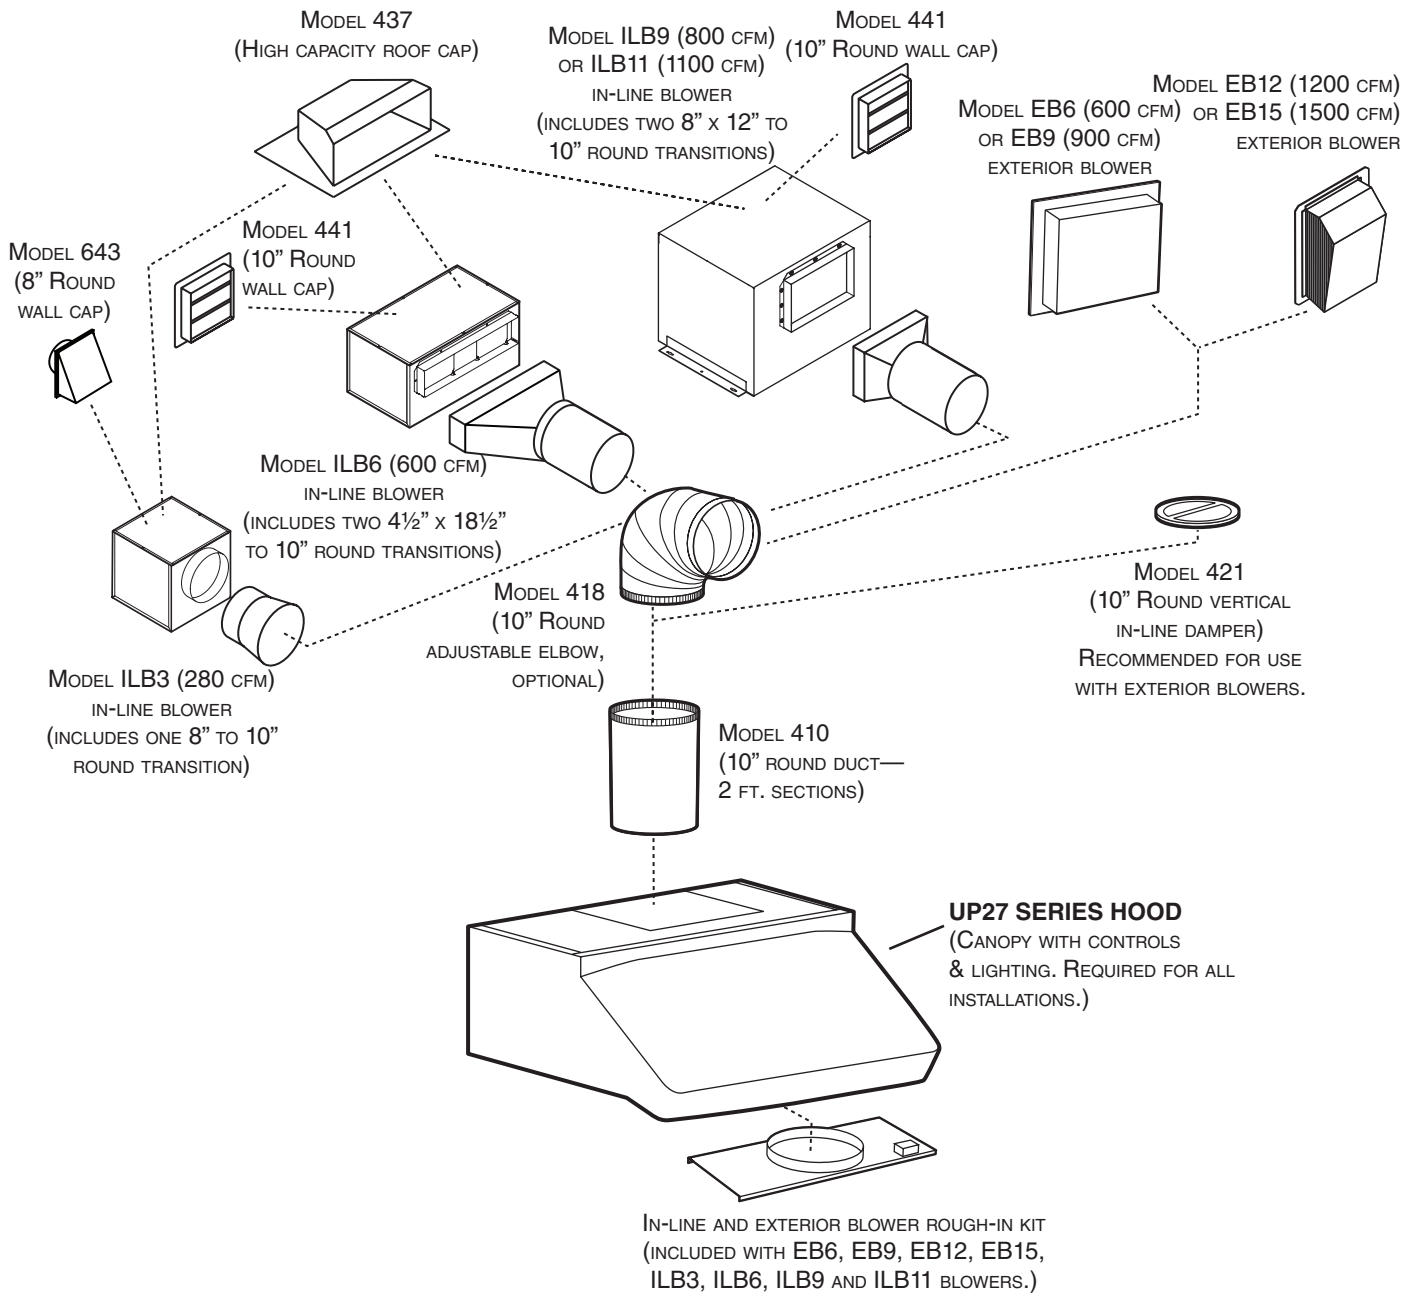 Model 437
(High capacity roof cap)
Model ILB9 (800 cfm)
or ILB11 (1100 cfm)
in-line blower
(includes two 8” x 12” to
10” round transitions)
Model 441
(10” Round wall cap)
Model EB6 (600 cfm)
or EB9 (900 cfm)
exterior blower
Model EB12 (1200 cfm)
or EB15 (1500 cfm)
exterior blower
Model 643
(8” Round
wall cap)
Model 441
(10” Round
wall cap)
Model ILB6 (600 cfm)
in-line blower
(includes two 4½” x 18½”
to 10” round transitions)
Model 418
(10” Round
adjustable elbow,
optional)
Model 421
(10” Round vertical
in-line damper)
Recommended for use
with exterior blowers.
Model ILB3 (280 cfm)
in-line blower
(includes one 8” to 10”
round transition)
Model 410
(10” round duct—
2 ft. sections)
UP27 SERIES HOOD
(Canopy with controls
& lighting. Required for all
installations.)
In-line and exterior blower rough-in kit
(included with EB6, EB9, EB12, EB15,
ILB3, ILB6, ILB9 and ILB11 blowers.)